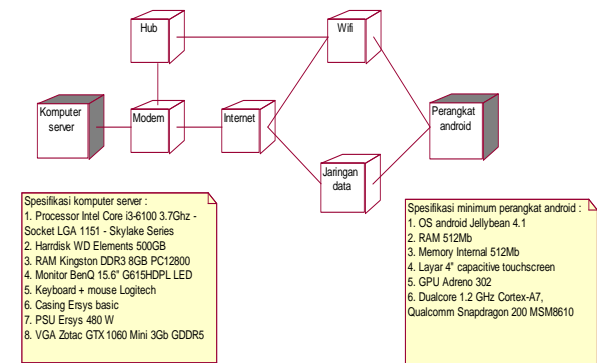 Hub
Wifi
Komputer
server
Modem
Internet
Perangkat
android
Jaringan
data
Spesifikasi komputer server :
1. Processor Intel Core i3-6100 3.7Ghz -
Socket LGA 1151 - Skylake Series
2. Harrdisk WD Elements 500GB
3. RAM Kingston DDR3 8GB PC12800
4. Monitor BenQ 15.6" G615HDPL LED
5. Keyboard + mouse Logitech
6. Casing Ersys basic
7. PSU Ersys 480 W
8. VGA Zotac GTX1060 Mini 3Gb GDDR5
Spesifikasi minimum perangkat android :
1. OS android Jellybean 4.1
2. RAM 512Mb
3. Memory Internal 512Mb
4. Layar 4" capacitive touchscreen
5. GPU Adreno 302
6. Dualcore 1.2 GHz Cortex-A7,
Qualcomm Snapdragon 200 MSM8610